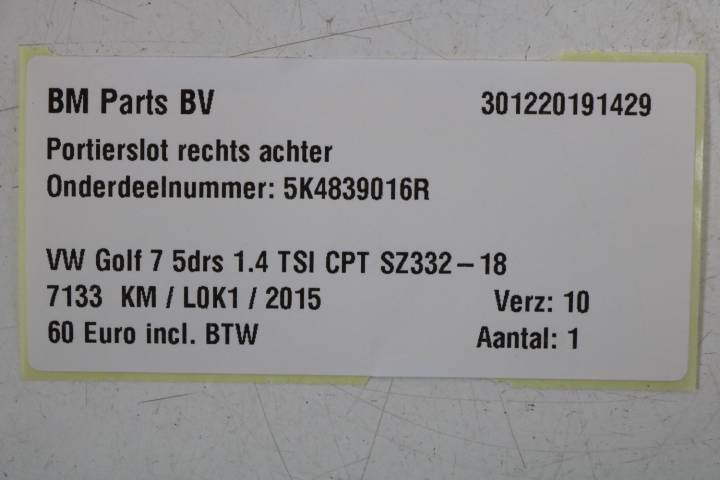 BM Parts BV 301220191429
Portierslot rechts achter
Onderdeelnummer: 5K4839016R
VW Golf 7 5drs 1.4 TSI CPT SZ332 – 18
7133 KM / L0K1 / 2015 Verz: 10
60 Euro incl. BTW Aantal: 1